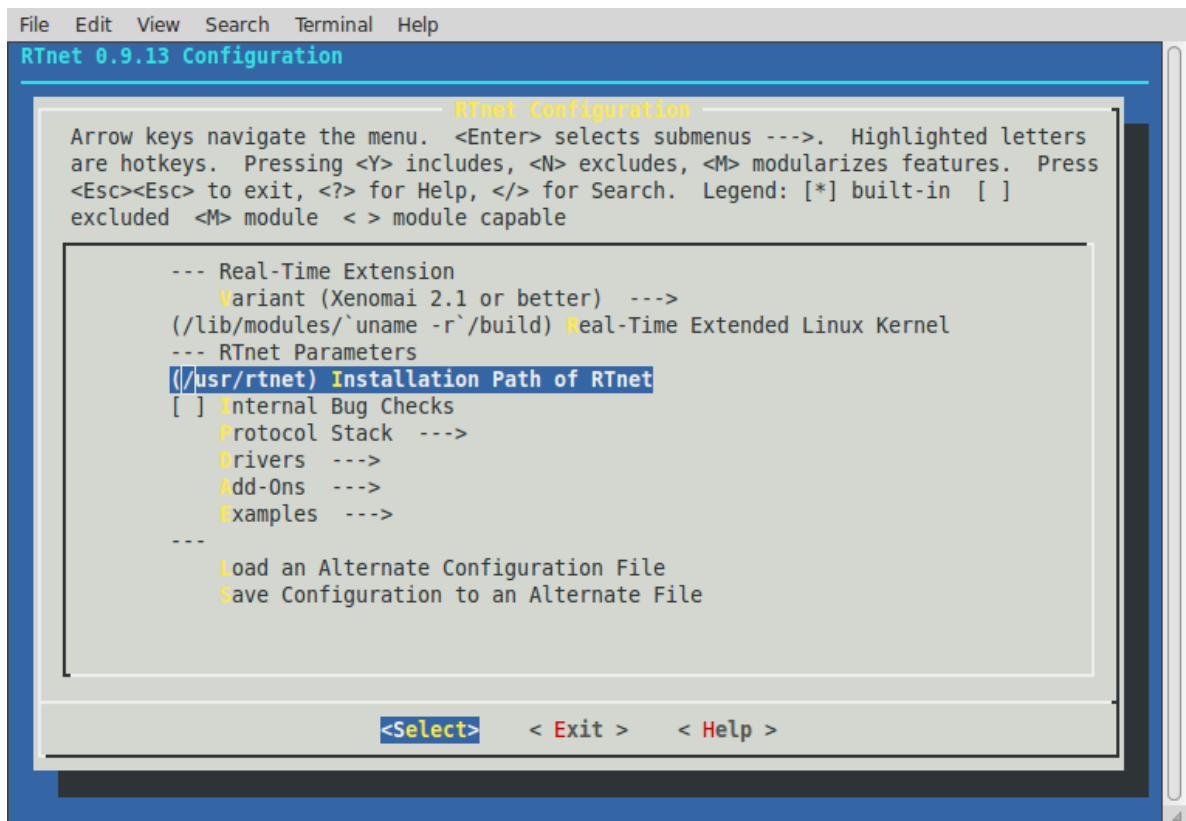 File Edit View Search Terminal Help
RTnet 0.9.13 Configuration
RTnet Configuration
Arrow keys navigate the menu. <Enter> selects submenus --->. Highlighted letters
are hotkeys. Pressing <Y> includes, <N> excludes, <M> modularizes features. Press
<Esc><Esc> to exit, <?> for Help, </> for Search. Legend: [*] built-in [ ]
excluded <M> module < > module capable
--- Real-Time Extension
Variant (Xenomai 2.1 or better) --->
(/lib/modules/`uname -r`/build) Real-Time Extended Linux Kernel
--- RTnet Parameters
(/usr/rtnet) Installation Path of RTnet
[ ] Internal Bug Checks
Protocol Stack --->
Drivers --->
Add-Ons --->
Examples --->
---
Load an Alternate Configuration File
Save Configuration to an Alternate File
<Select> < Exit > < Help >